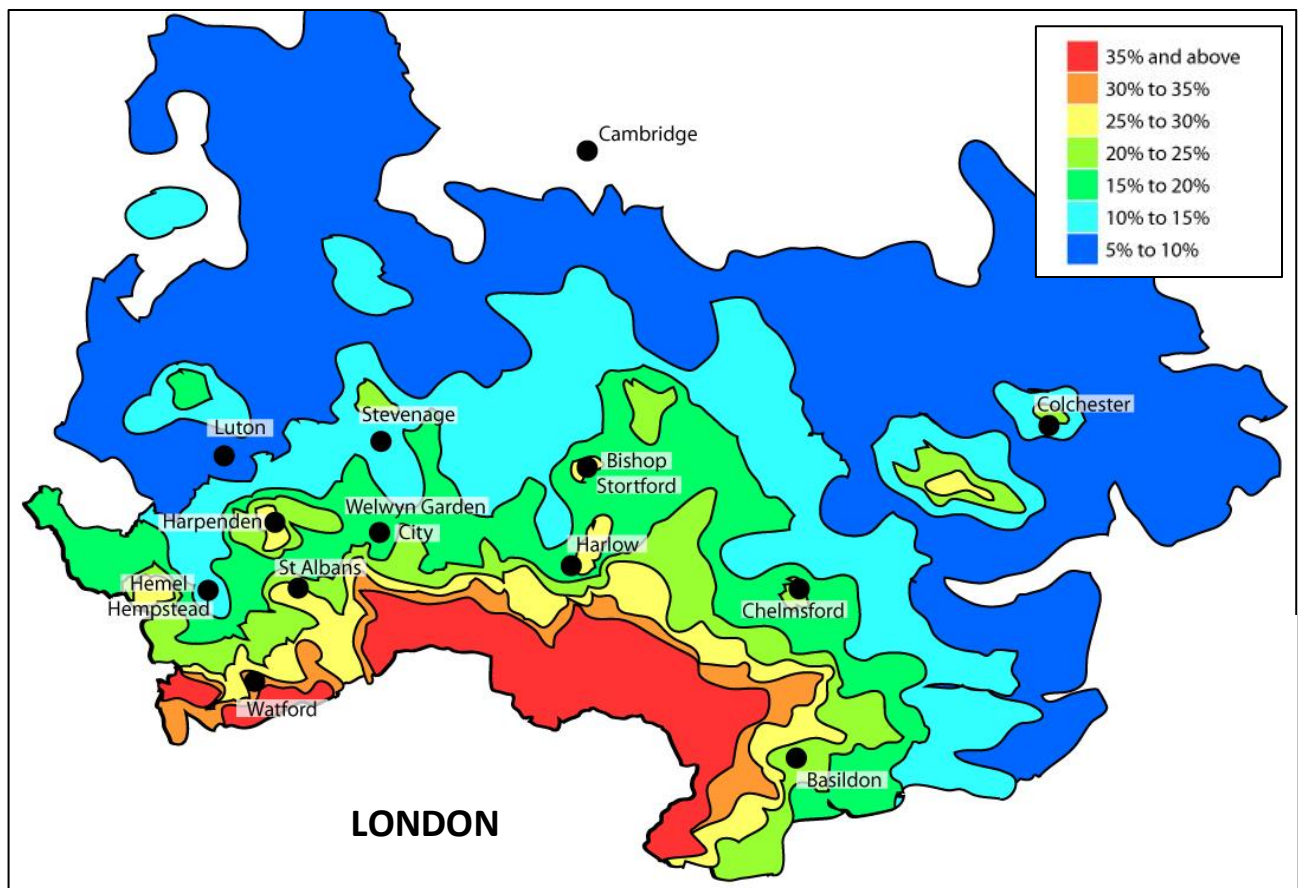 35% and above
30% to 35%
25% to 30%
20% to 25%
15% to 20%
10% to 15%
5% to 10%
Cambridge
Colchester
Stevenage
Luton
Bishop
Stortford
Welwyn Garden
City
Harpenden
Harlow
St Albans
Hemel
Hempstead
Chelmsford
Watford
Basildon
LONDON